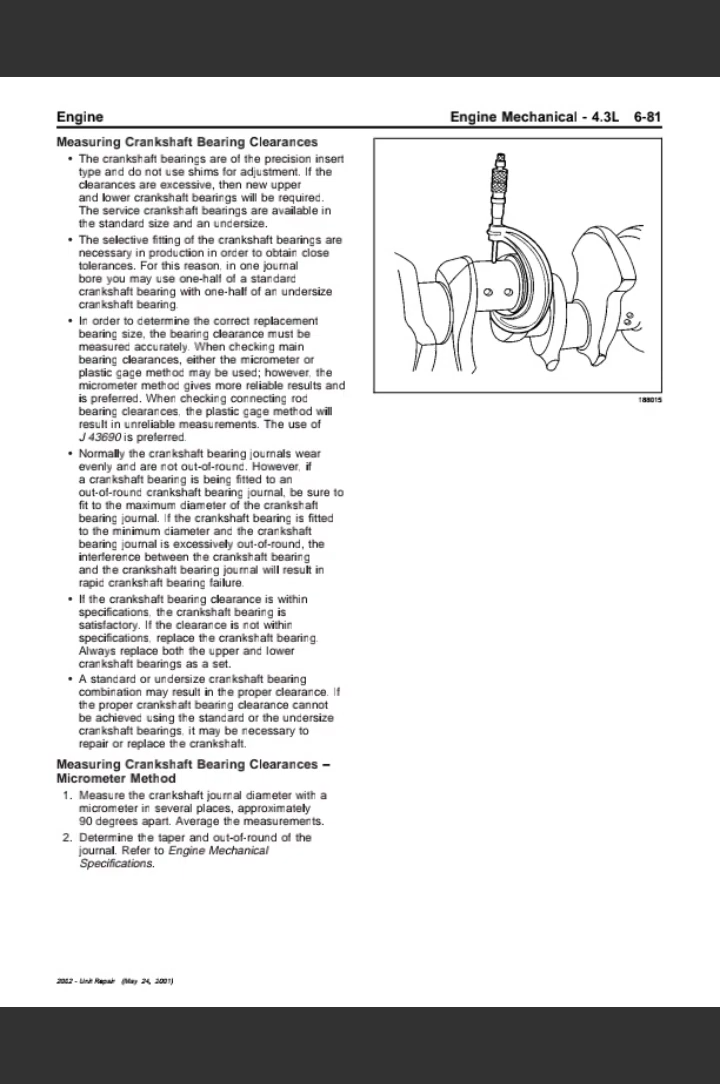 Engine
Engine Mechanical - 4.3L 6-81
Measuring Crankshaft Bearing Clearances
• The crankshaft bearings are of the precision insert
type and do not use shims for adjustment. If the
clearances are excessive, then new upper
and lower crankshaft bearings will be required.
The service crankshaft bearings are available in
the standard size and an undersize.
• The selective fitting of the crankshaft bearings are
necessary in production in order to obtain close
tolerances. For this reason, in one journal
bore you may use one-half of a standard
crankshaft bearing with one-half of an undersize
crankshaft bearing.
• In order to determine the correct replacement
bearing size, the bearing clearance must be
measured accurately. When checking main
bearing clearances, either the micrometer or
plastic gage method may be used; however, the
micrometer method gives more reliable results and
is preferred. When checking connecting rod
bearing clearances, the plastic gage method will
result in unreliable measurements. The use of
J 43690 is preferred.
• Normally the crankshaft bearing journals wear
evenly and are not out-of-round. However, if
a crankshaft bearing is being fitted to an
out-of-round crankshaft bearing journal, be sure to
fit to the maximum diameter of the crankshaft
bearing journal. If the crankshaft bearing is fitted
to the minimum diameter and the crankshaft
bearing journal is excessively out-of-round, the
interference between the crankshaft bearing
and the crankshaft bearing journal will result in
rapid crankshaft bearing failure.
• If the crankshaft bearing clearance is within
specifications, the crankshaft bearing is
satisfactory. If the clearance is not within
specifications, replace the crankshaft bearing.
Always replace both the upper and lower
crankshaft bearings as a set.
• A standard or undersize crankshaft bearing
combination may result in the proper clearance. If
the proper crankshaft bearing clearance cannot
be achieved using the standard or the undersize
crankshaft bearings, it may be necessary to
repair or replace the crankshaft.
Measuring Crankshaft Bearing Clearances –
Micrometer Method
1. Measure the crankshaft journal diameter with a
micrometer in several places, approximately
90 degrees apart. Average the measurements.
2. Determine the taper and out-of-round of the
journal. Refer to Engine Mechanical
Specifications.
188015
2002 - Unit Repair (May 24, 2001)